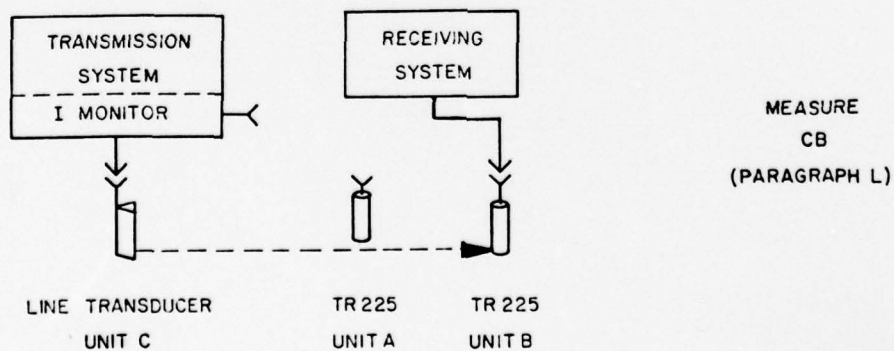 TRANSMISSION
SYSTEM
I MONITOR
RECEIVING
SYSTEM
MEASURE
CB
(PARAGRAPH L)
LINE TRANSDUCER
UNIT C
TR 225
UNIT A
TR 225
UNIT B